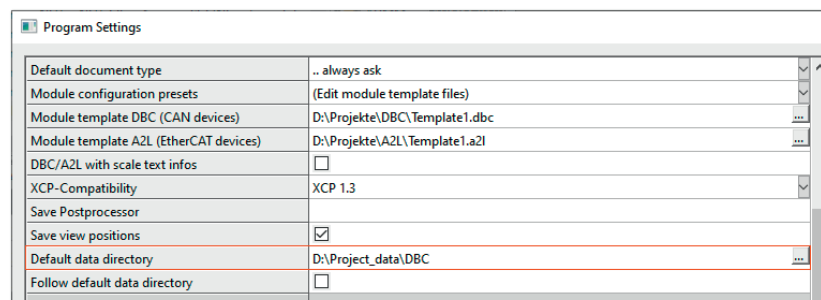 Program Settings
Default document type .. always ask
Module configuration presets (Edit module template files)
Module template DBC (CAN devices) D:\Projekte\DBC\Template1.dbc ...
Module template A2L (EtherCAT devices) D:\Projekte\A2L\Template1.a2l ...
DBC/A2L with scale text infos
XCP-Compatibility XCP 1.3
Save Postprocessor
Save view positions
Default data directory D:\Project_data\DBC ...
Follow default data directory